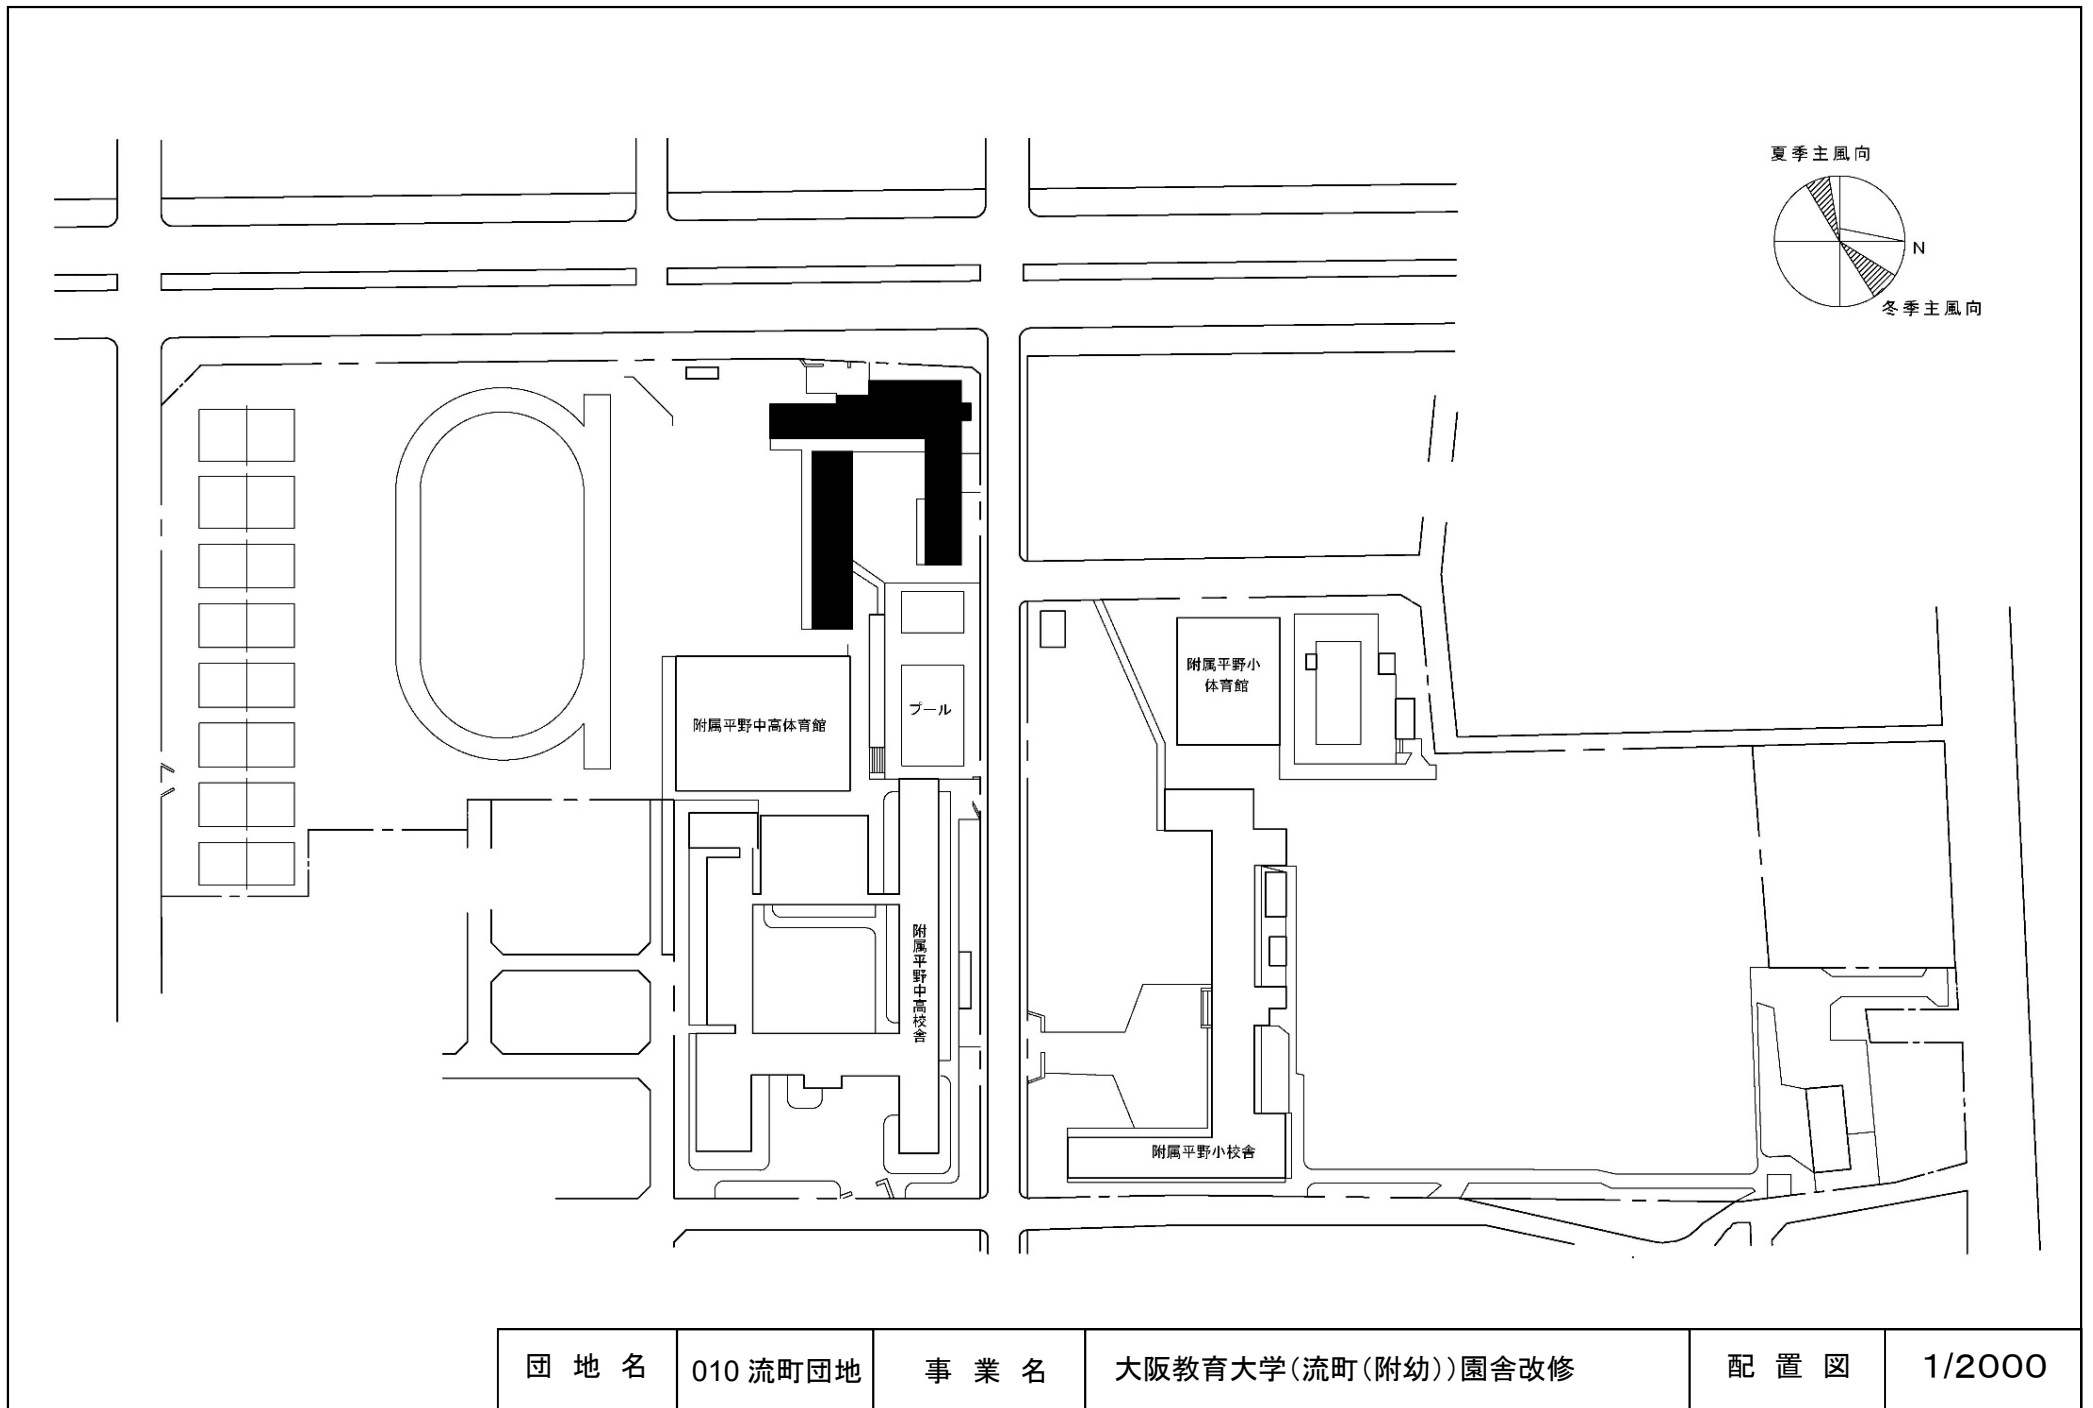 夏季主風向
N
冬季主風向
附属平野小
体育館
プール
附属平野中高体育館
附属平野中高校舎
附属平野小校舎
団地名 010 流町団地 事業名 大阪教育大学(流町(附幼))園舎改修 配置図 1/2000